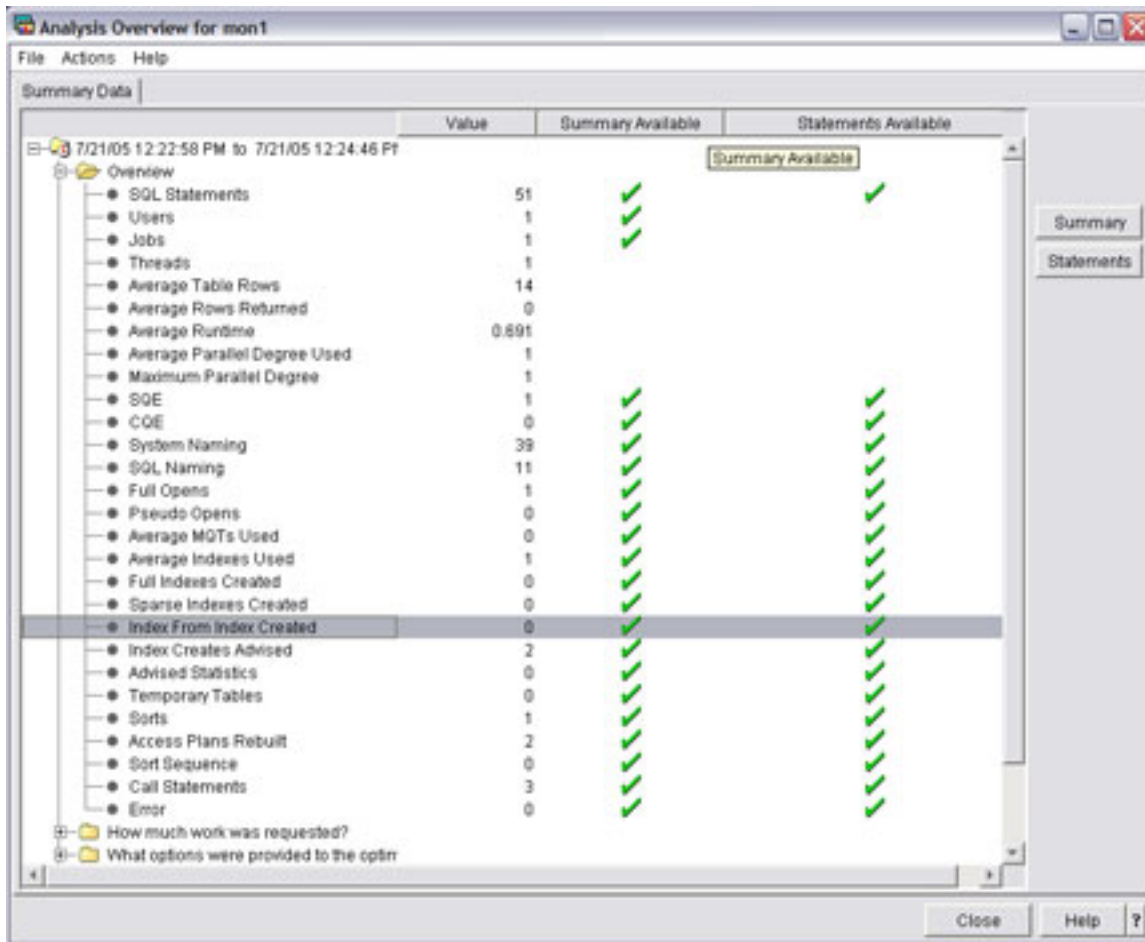 Analysis Overview for mon1
File Actions Help
Summary Data
Value Summary Available Statements Available
7/21/05 12:22:58 PM to 7/21/05 12:24:46 PM
Summary Available
Overview
SQL Statements 51
Users 1
Jobs 1
Threads 1
Average Table Rows 14
Average Rows Returned 0
Average Runtime 0.691
Average Parallel Degree Used 1
Maximum Parallel Degree 1
SQE 1
CQE 0
System Naming 39
SQL Naming 11
Full Opens 1
Pseudo Opens 0
Average MQTs Used 0
Average Indexes Used 1
Full Indexes Created 0
Sparse Indexes Created 0
Index From Index Created 0
Index Creates Advised 2
Advised Statistics 0
Temporary Tables 0
Sorts 1
Access Plans Rebuilt 2
Sort Sequence 0
Call Statements 3
Error 0
How much work was requested?
What options were provided to the optim
Summary
Statements
Close Help ?